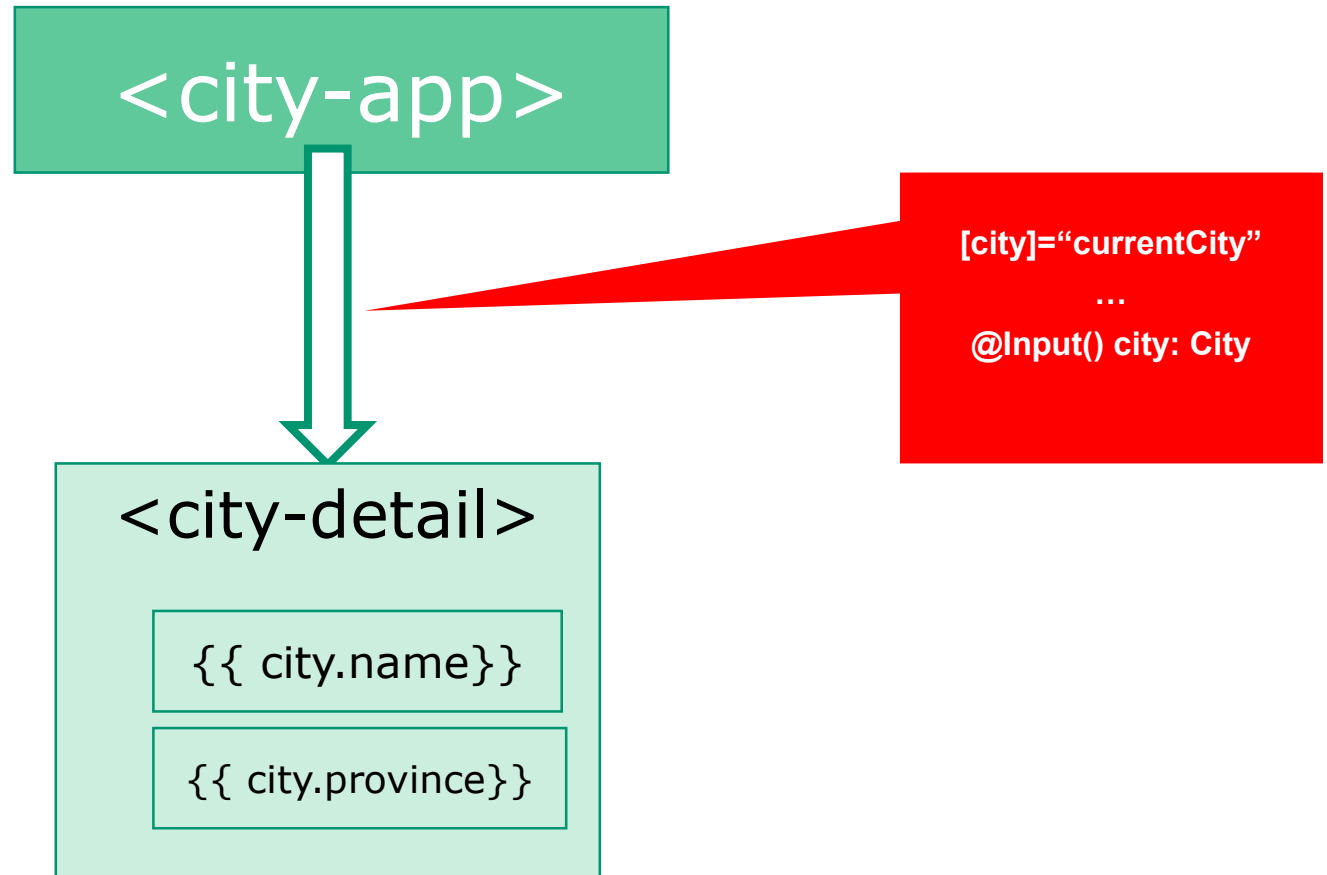 <city-app>
[city]=“currentCity”
…
@Input() city: City
<city-detail>
{{ city.name}}
{{ city.province}}